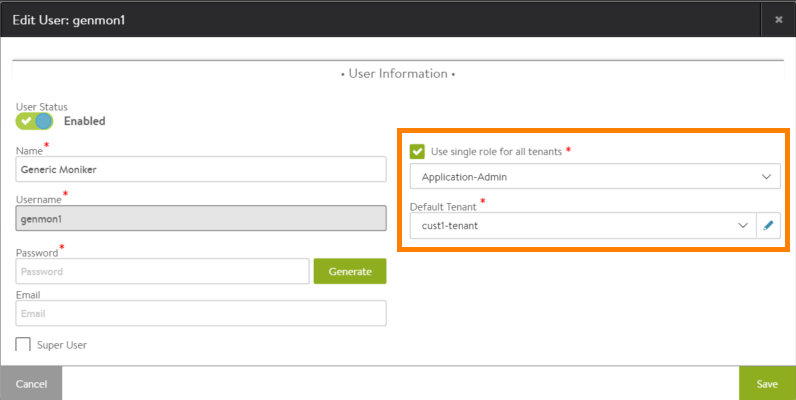 Edit User: genmon1
• User Information •
User Status
Enabled
Name*
Generic Moniker
Username*
genmon1
Password*
Password
Generate
Email
Email
Super User
Use single role for all tenants *
Application-Admin
Default Tenant *
cust1-tenant
Cancel
Save